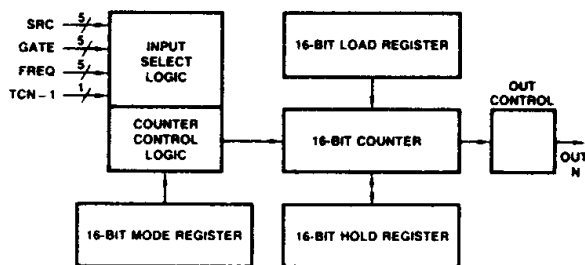 SRC 5
GATE 5
FREQ 5
TCN-1 1
INPUT
SELECT
LOGIC
COUNTER
CONTROL
LOGIC
16-BIT MODE REGISTER
16-BIT LOAD REGISTER
16-BIT COUNTER
16-BIT HOLD REGISTER
OUT
CONTROL
OUT
N